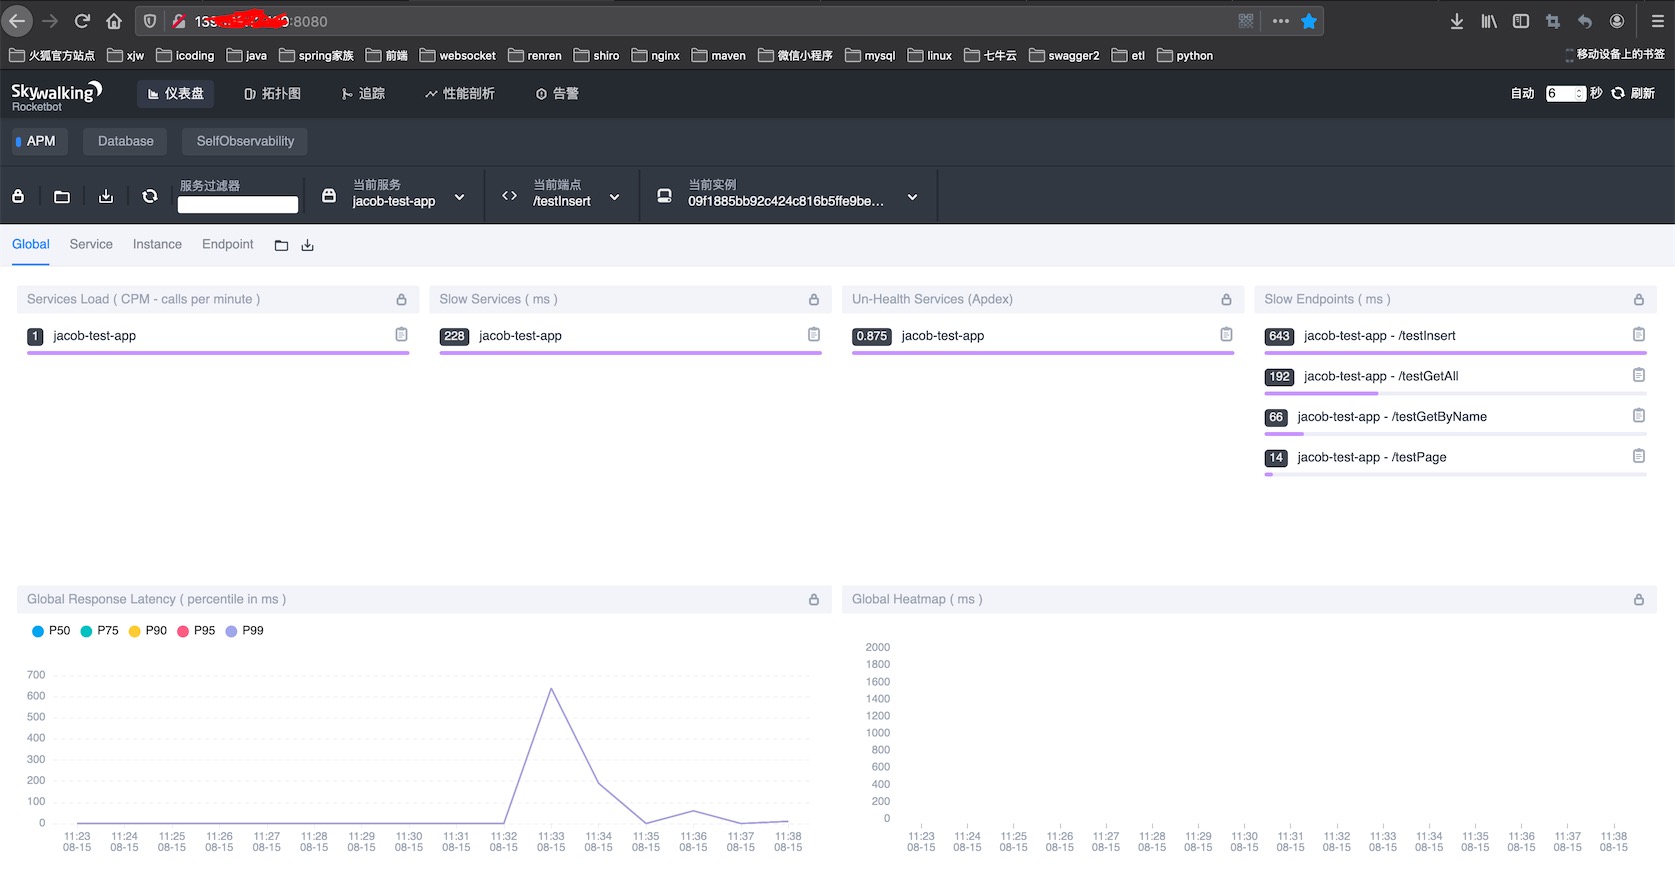 :8080
火狐官方站点 xjw icoding java spring家族 前端 websocket renren shiro nginx maven 微信小程序 mysql linux 七牛云 swagger2 etl python 移动设备上的书签
Skywalking
Rocketbot
仪表盘 拓扑图 追踪 性能剖析 告警 自动 6 秒 刷新
APM Database SelfObservability
服务过滤器 当前服务 当前端点 当前实例
jacob-test-app /testInsert 09f1885bb92c424c816b5ffe9be...
Global Service Instance Endpoint
Services Load ( CPM - calls per minute ) Slow Services ( ms ) Un-Health Services (Apdex) Slow Endpoints ( ms )
1 jacob-test-app 228 jacob-test-app 0.875 jacob-test-app 643 jacob-test-app - /testInsert
192 jacob-test-app - /testGetAll
66 jacob-test-app - /testGetByName
14 jacob-test-app - /testPage
Global Response Latency ( percentile in ms ) Global Heatmap ( ms )
P50 P75 P90 P95 P99
700
600
500
400
300
200
100
0
11:23 11:24 11:25 11:26 11:27 11:28 11:29 11:30 11:31 11:32 11:33 11:34 11:35 11:36 11:37 11:38
08-15 08-15 08-15 08-15 08-15 08-15 08-15 08-15 08-15 08-15 08-15 08-15 08-15 08-15 08-15 08-15
2000
1800
1600
1400
1200
1000
800
600
400
200
0
11:23 11:24 11:25 11:26 11:27 11:28 11:29 11:30 11:31 11:32 11:33 11:34 11:35 11:36 11:37 11:38
08-15 08-15 08-15 08-15 08-15 08-15 08-15 08-15 08-15 08-15 08-15 08-15 08-15 08-15 08-15 08-15